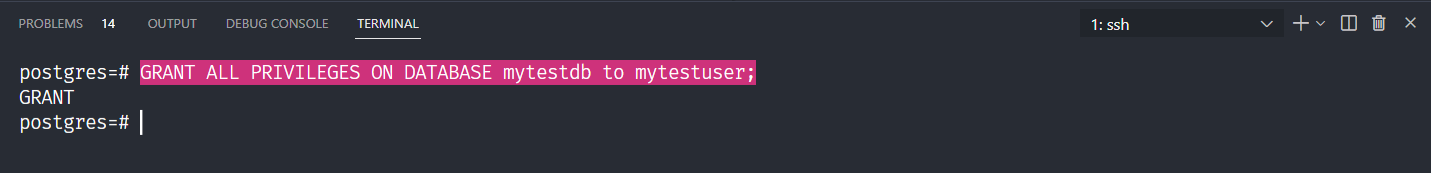 PROBLEMS 14 OUTPUT DEBUG CONSOLE TERMINAL 1: ssh
postgres=# GRANT ALL PRIVILEGES ON DATABASE mytestdb to mytestuser;
GRANT
postgres=#